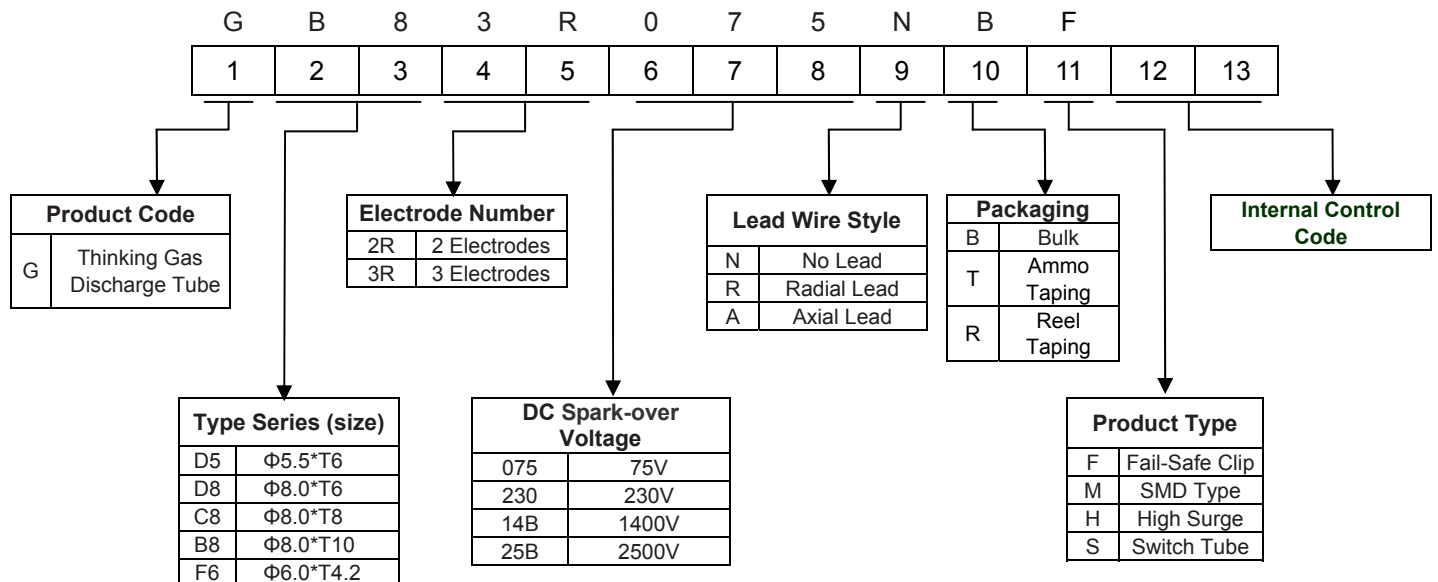 G B 8 3 R 0 7 5 N B F
1 2 3 4 5 6 7 8 9 10 11 12 13
Product Code
G Thinking Gas
Discharge Tube
Electrode Number
2R 2 Electrodes
3R 3 Electrodes
Lead Wire Style
N No Lead
R Radial Lead
A Axial Lead
Packaging
B Bulk
T Ammo
Taping
R Reel
Taping
Internal Control
Code
Type Series (size)
D5 Φ5.5*T6
D8 Φ8.0*T6
C8 Φ8.0*T8
B8 Φ8.0*T10
F6 Φ6.0*T4.2
DC Spark-over
Voltage
075 75V
230 230V
14B 1400V
25B 2500V
Product Type
F Fail-Safe Clip
M SMD Type
H High Surge
S Switch Tube